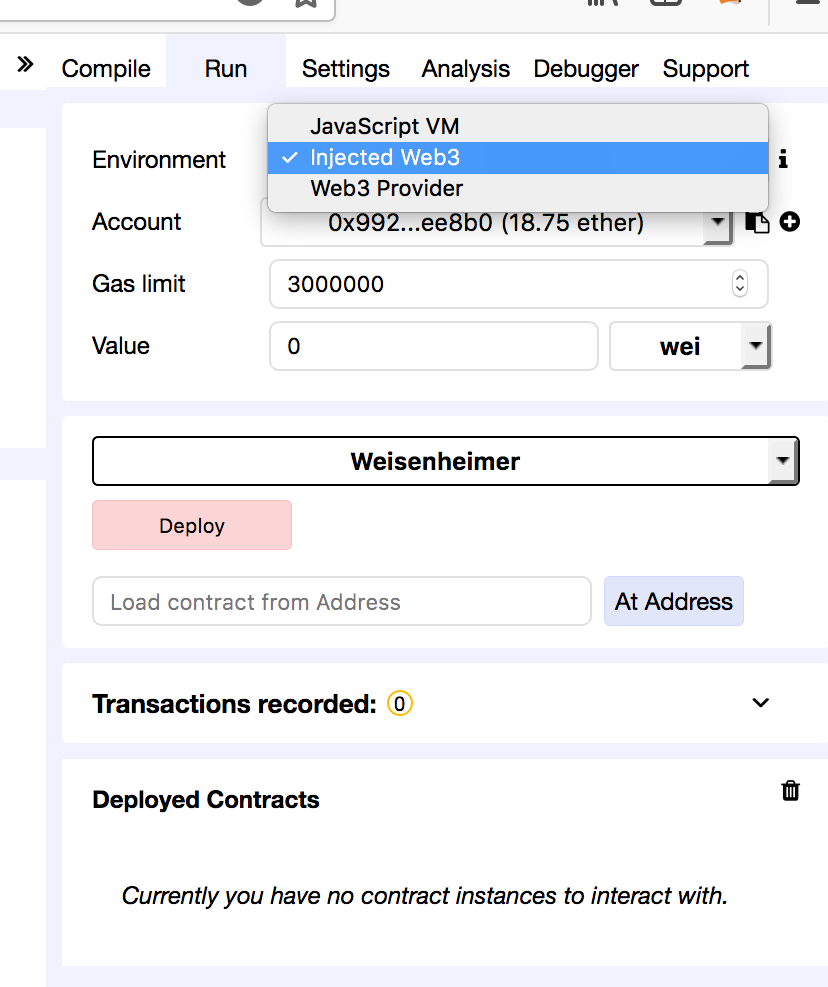 Compile Run Settings Analysis Debugger Support
JavaScript VM
Environment Injected Web3
Web3 Provider
Account 0x992...ee8b0 (18.75 ether)
Gas limit 3000000
Value 0 wei
Weisenheimer
Deploy
Load contract from Address At Address
Transactions recorded: 0
Deployed Contracts
Currently you have no contract instances to interact with.